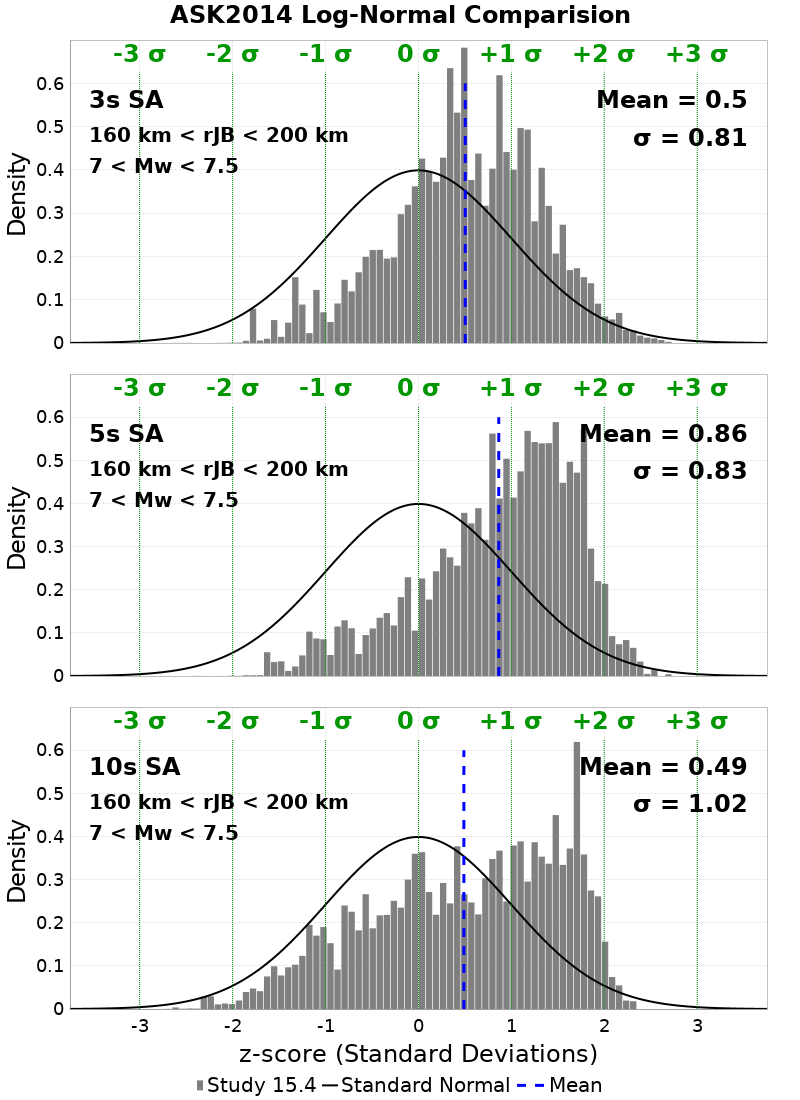 ASK2014 Log-Normal Comparision
-3 σ -2 σ -1 σ 0 σ +1 σ +2 σ +3 σ
3s SA
160 km < rJB < 200 km
7 < Mw < 7.5
Mean = 0.5
σ = 0.81
Density
0.6
0.5
0.4
0.3
0.2
0.1
0
-3 σ -2 σ -1 σ 0 σ +1 σ +2 σ +3 σ
5s SA
160 km < rJB < 200 km
7 < Mw < 7.5
Mean = 0.86
σ = 0.83
Density
0.6
0.5
0.4
0.3
0.2
0.1
0
-3 σ -2 σ -1 σ 0 σ +1 σ +2 σ +3 σ
10s SA
160 km < rJB < 200 km
7 < Mw < 7.5
Mean = 0.49
σ = 1.02
Density
0.6
0.5
0.4
0.3
0.2
0.1
0
-3 -2 -1 0 1 2 3
z-score (Standard Deviations)
Study 15.4 Standard Normal Mean